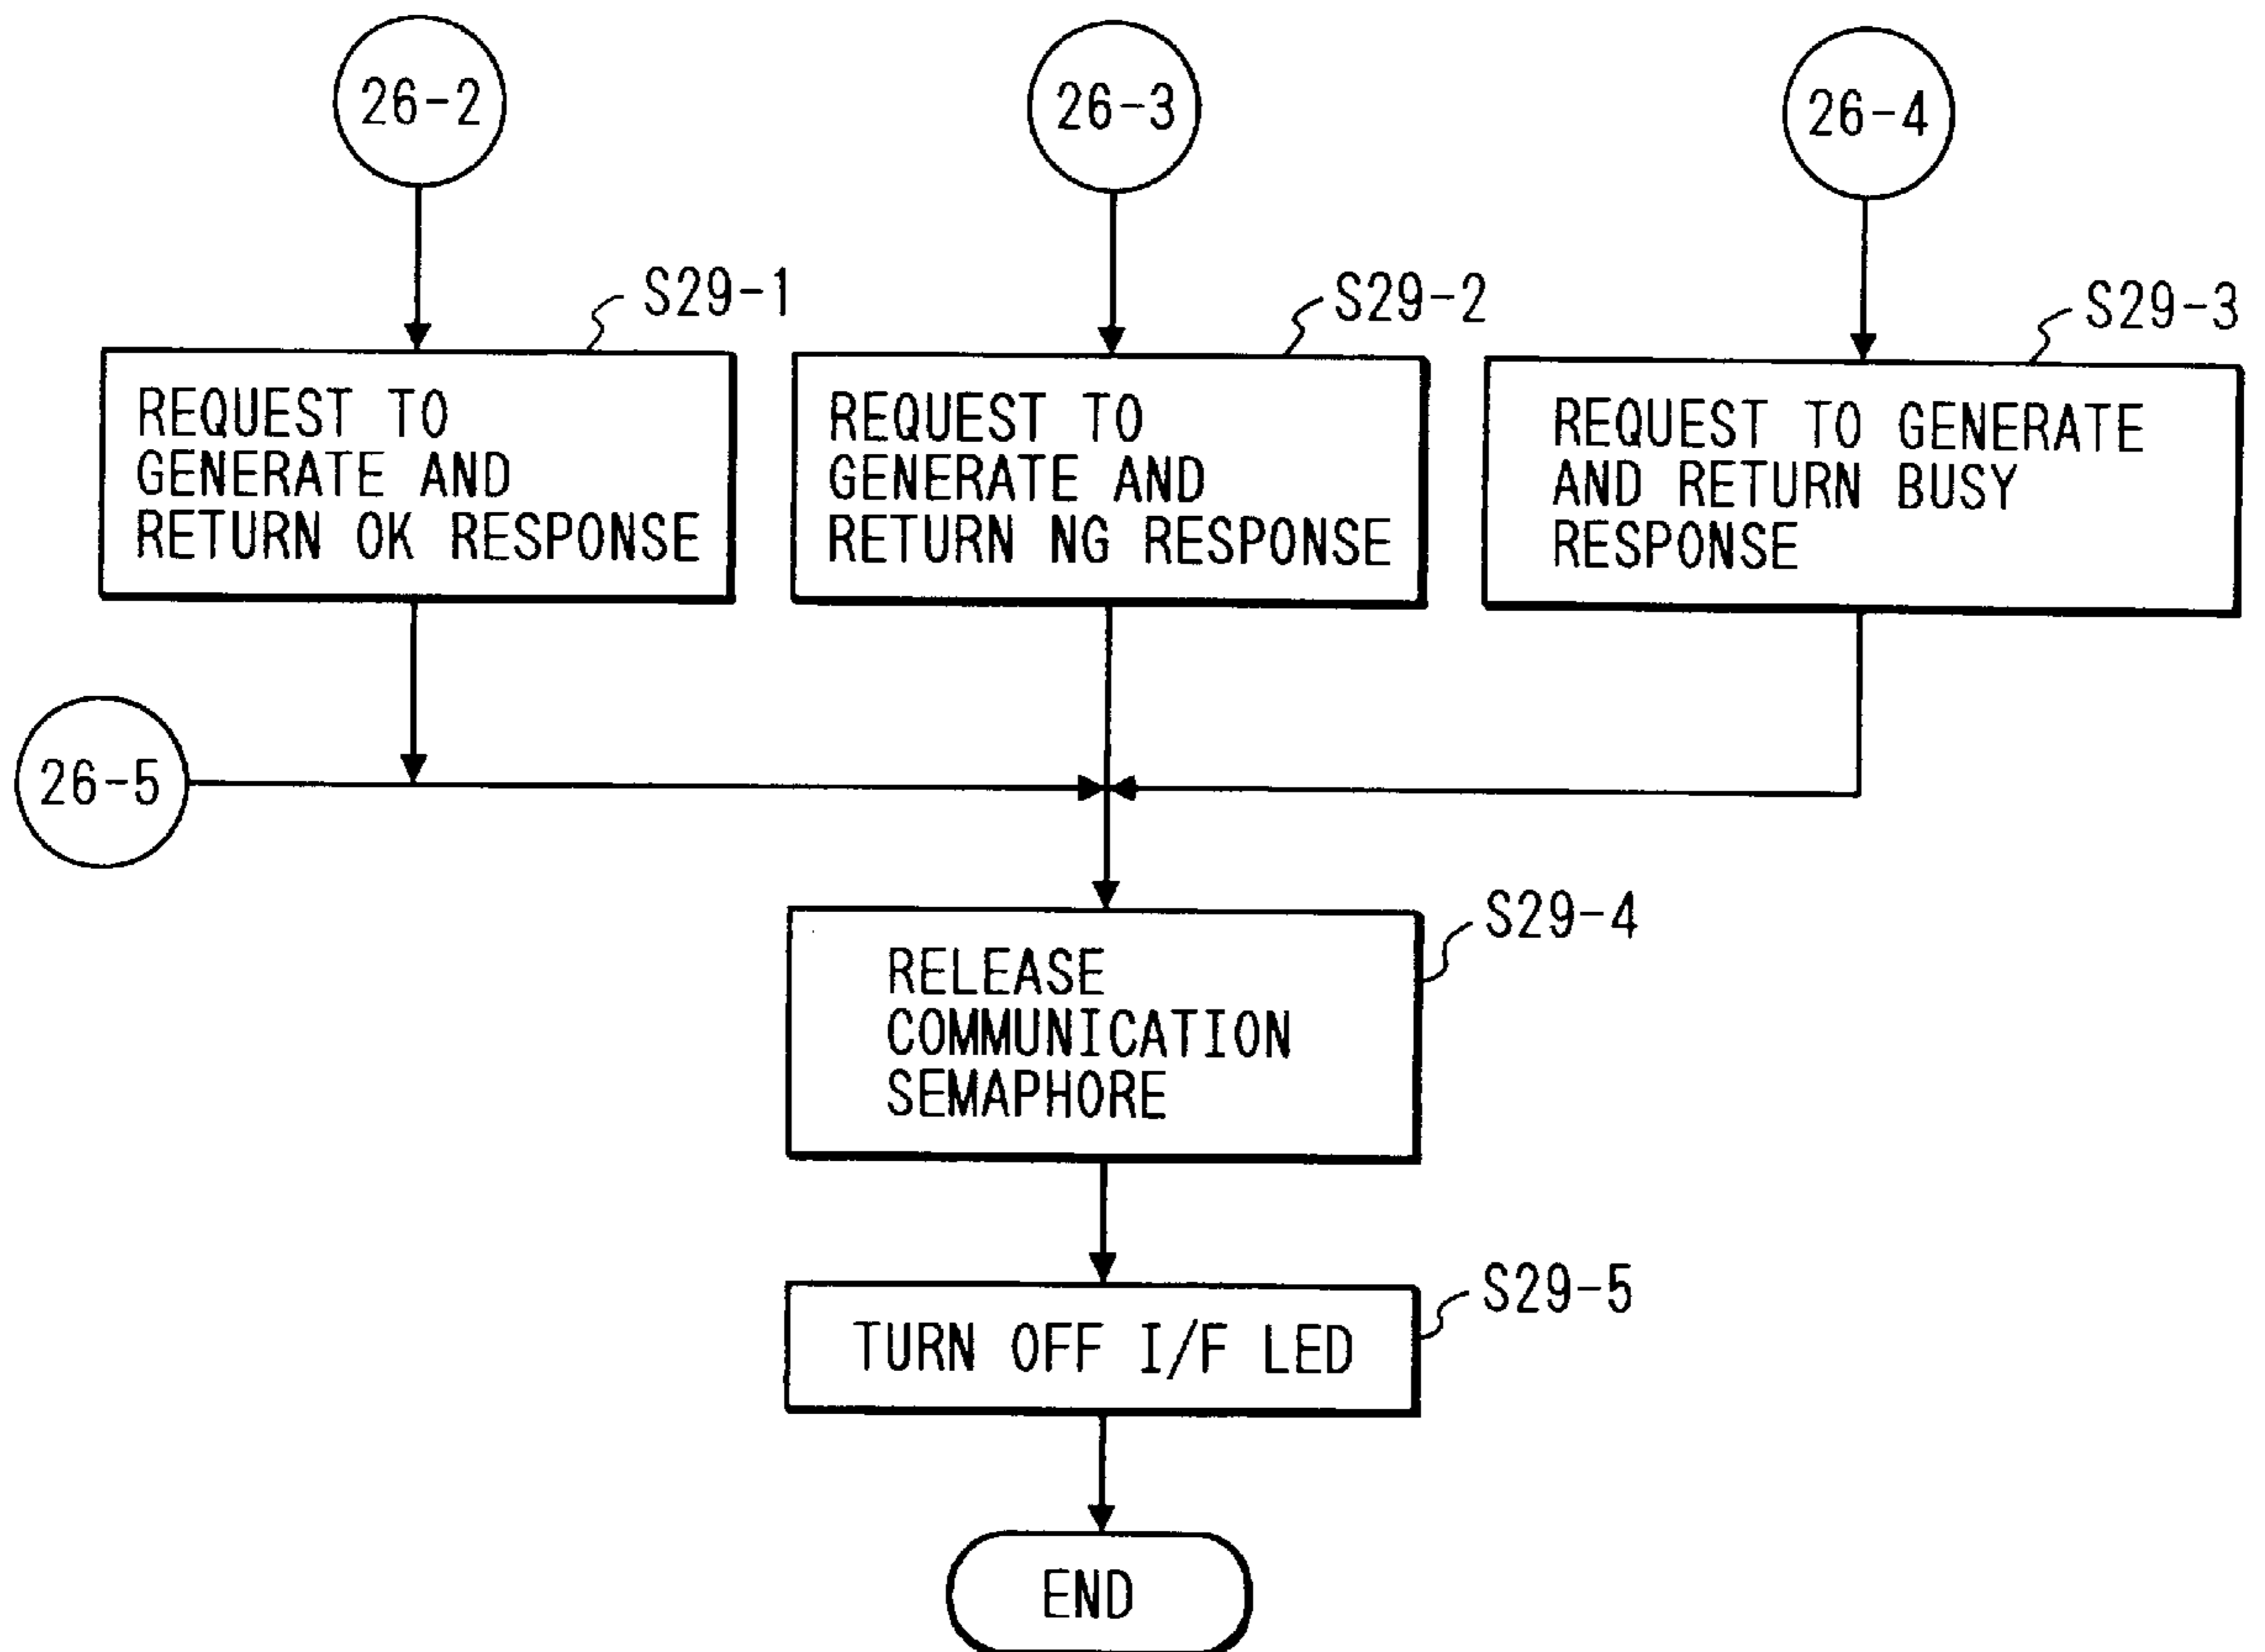 26-2
26-3
26-4
S29-1
S29-2
S29-3
REQUEST TO
GENERATE AND
RETURN OK RESPONSE
REQUEST TO
GENERATE AND
RETURN NG RESPONSE
REQUEST TO GENERATE
AND RETURN BUSY
RESPONSE
26-5
S29-4
RELEASE
COMMUNICATION
SEMAPHORE
S29-5
TURN OFF I/F LED
END